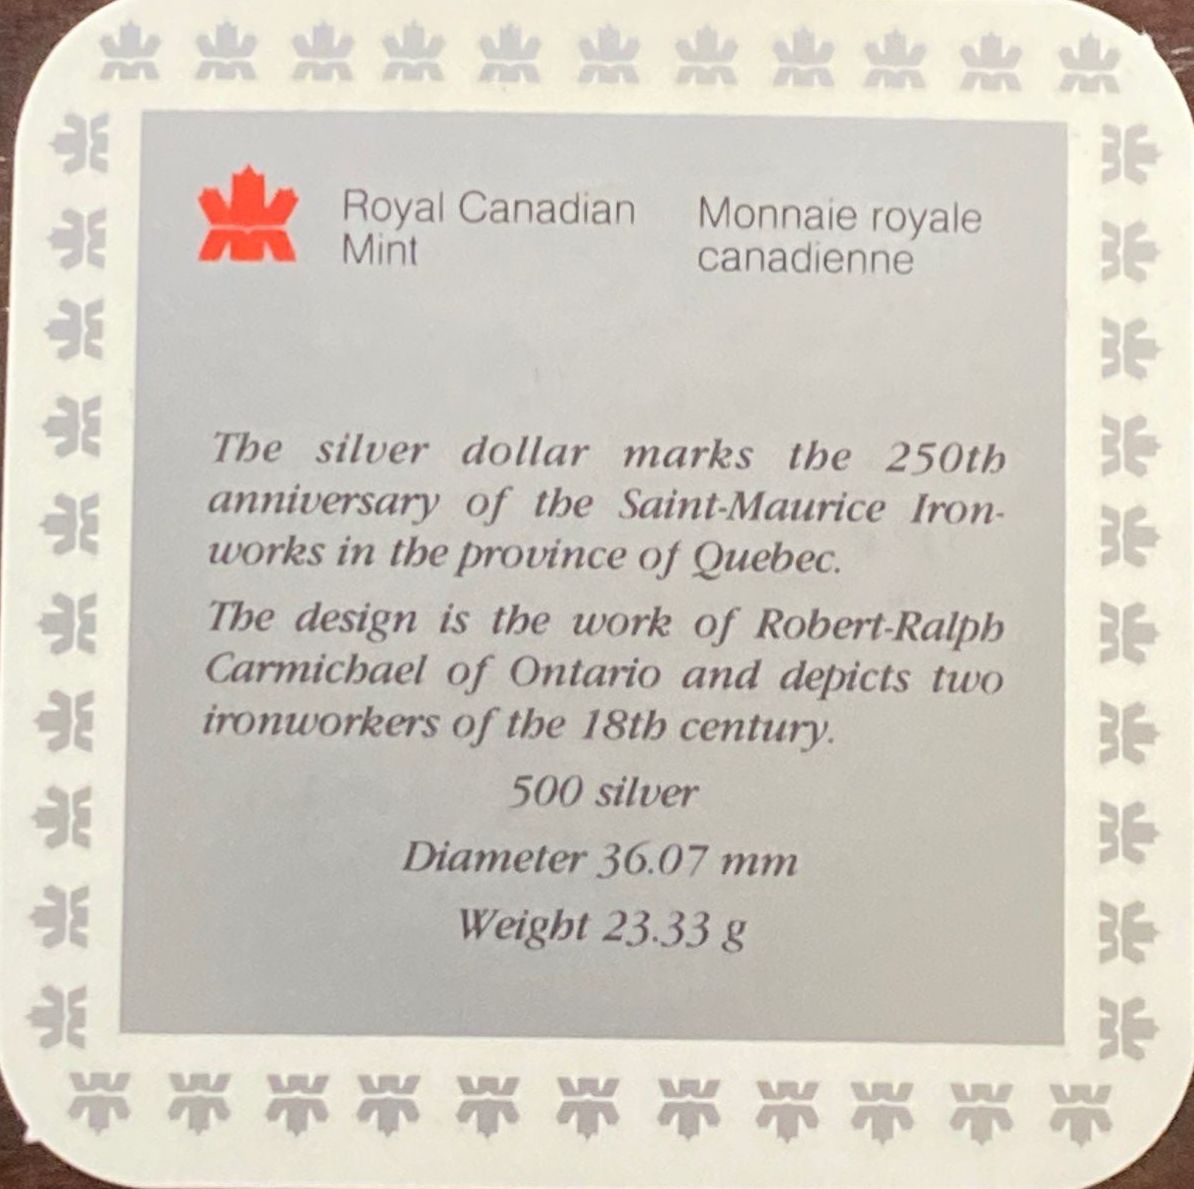 Royal Canadian
Mint
Monnaie royale
canadienne
The silver dollar marks the 250th
anniversary of the Saint-Maurice Iron-
works in the province of Quebec.
The design is the work of Robert-Ralph
Carmichael of Ontario and depicts two
ironworkers of the 18th century.
500 silver
Diameter 36.07 mm
Weight 23.33 g